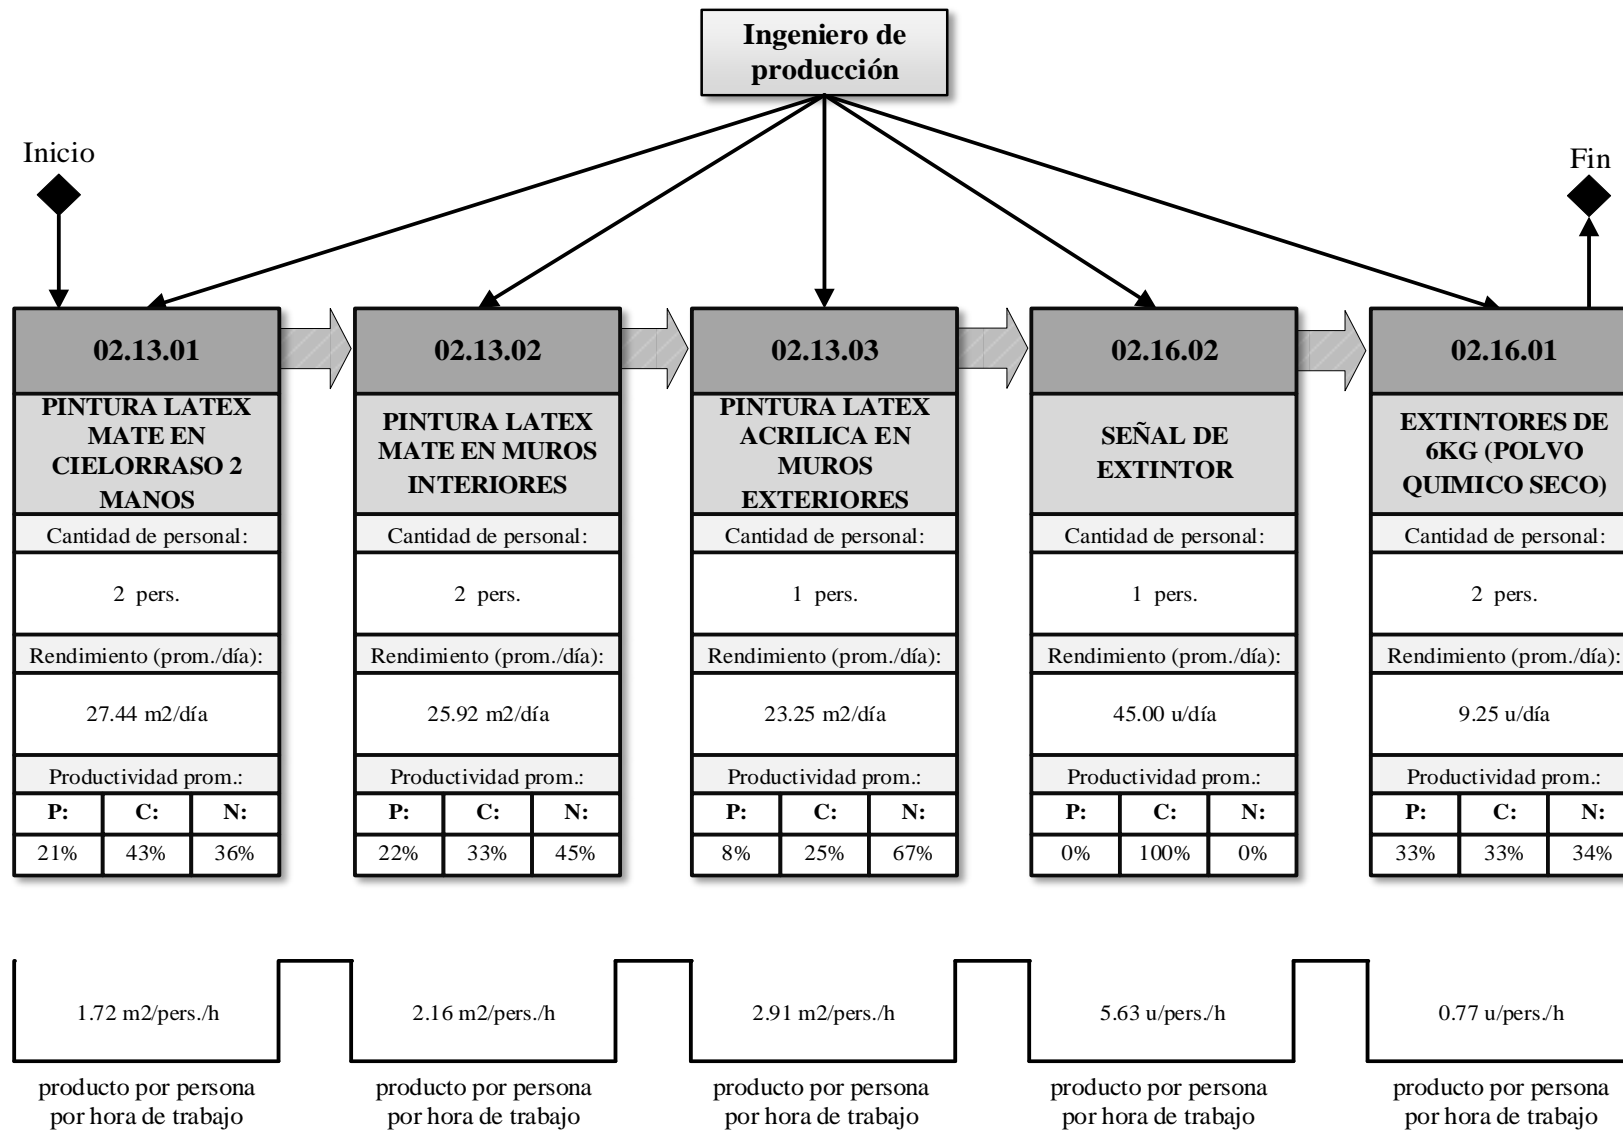 Ingeniero de
producción
Inicio
Fin
02.13.01
PINTURA LATEX
MATE EN
CIELORRASO 2
MANOS
Cantidad de personal:
2 pers.
Rendimiento (prom./día):
27.44 m2/día
Productividad prom.:
P: C: N:
21% 43% 36%
02.13.02
PINTURA LATEX
MATE EN MUROS
INTERIORES
Cantidad de personal:
2 pers.
Rendimiento (prom./día):
25.92 m2/día
Productividad prom.:
P: C: N:
22% 33% 45%
02.13.03
PINTURA LATEX
ACRILICA EN
MUROS
EXTERIORES
Cantidad de personal:
1 pers.
Rendimiento (prom./día):
23.25 m2/día
Productividad prom.:
P: C: N:
8% 25% 67%
02.16.02
SEÑAL DE
EXTINTOR
Cantidad de personal:
1 pers.
Rendimiento (prom./día):
45.00 u/día
Productividad prom.:
P: C: N:
0% 100% 0%
02.16.01
EXTINTORES DE
6KG (POLVO
QUIMICO SECO)
Cantidad de personal:
2 pers.
Rendimiento (prom./día):
9.25 u/día
Productividad prom.:
P: C: N:
33% 33% 34%
1.72 m2/pers./h
producto por persona
por hora de trabajo
2.16 m2/pers./h
producto por persona
por hora de trabajo
2.91 m2/pers./h
producto por persona
por hora de trabajo
5.63 u/pers./h
producto por persona
por hora de trabajo
0.77 u/pers./h
producto por persona
por hora de trabajo